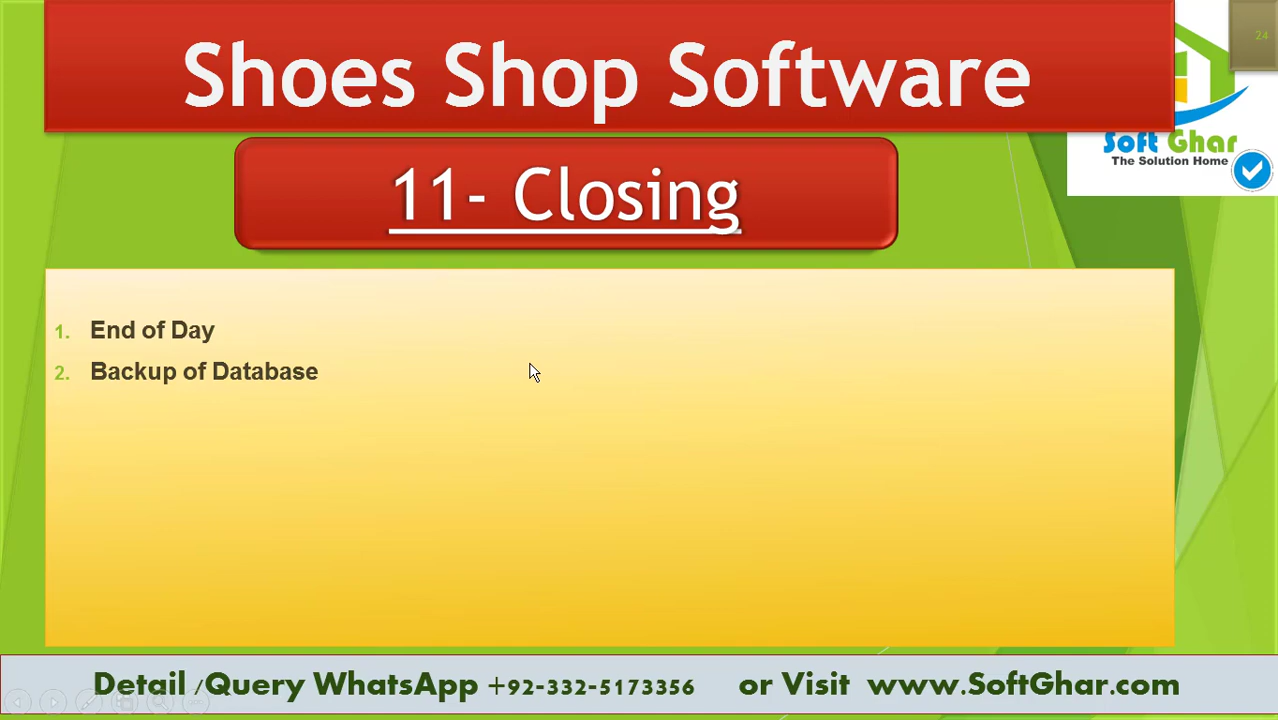 24
Shoes Shop Software
Soft Ghar
The Solution Home
11- Closing
1. End of Day
2. Backup of Database
Detail /Query WhatsApp +92-332-5173356 or Visit www.SoftGhar.com